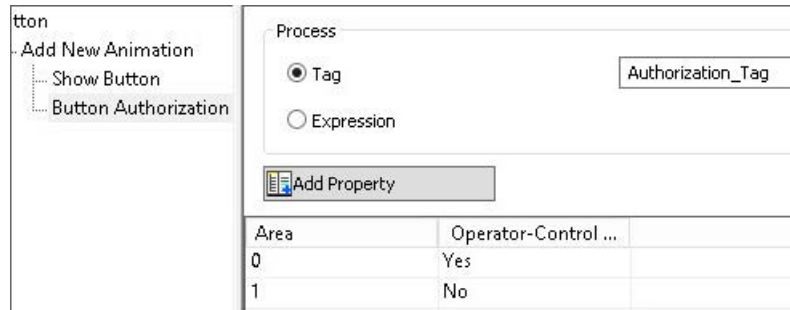 tton
Add New Animation
Show Button
Button Authorization
Process
Tag
Authorization_Tag
Expression
Add Property
Area Operator-Control ...
0 Yes
1 No